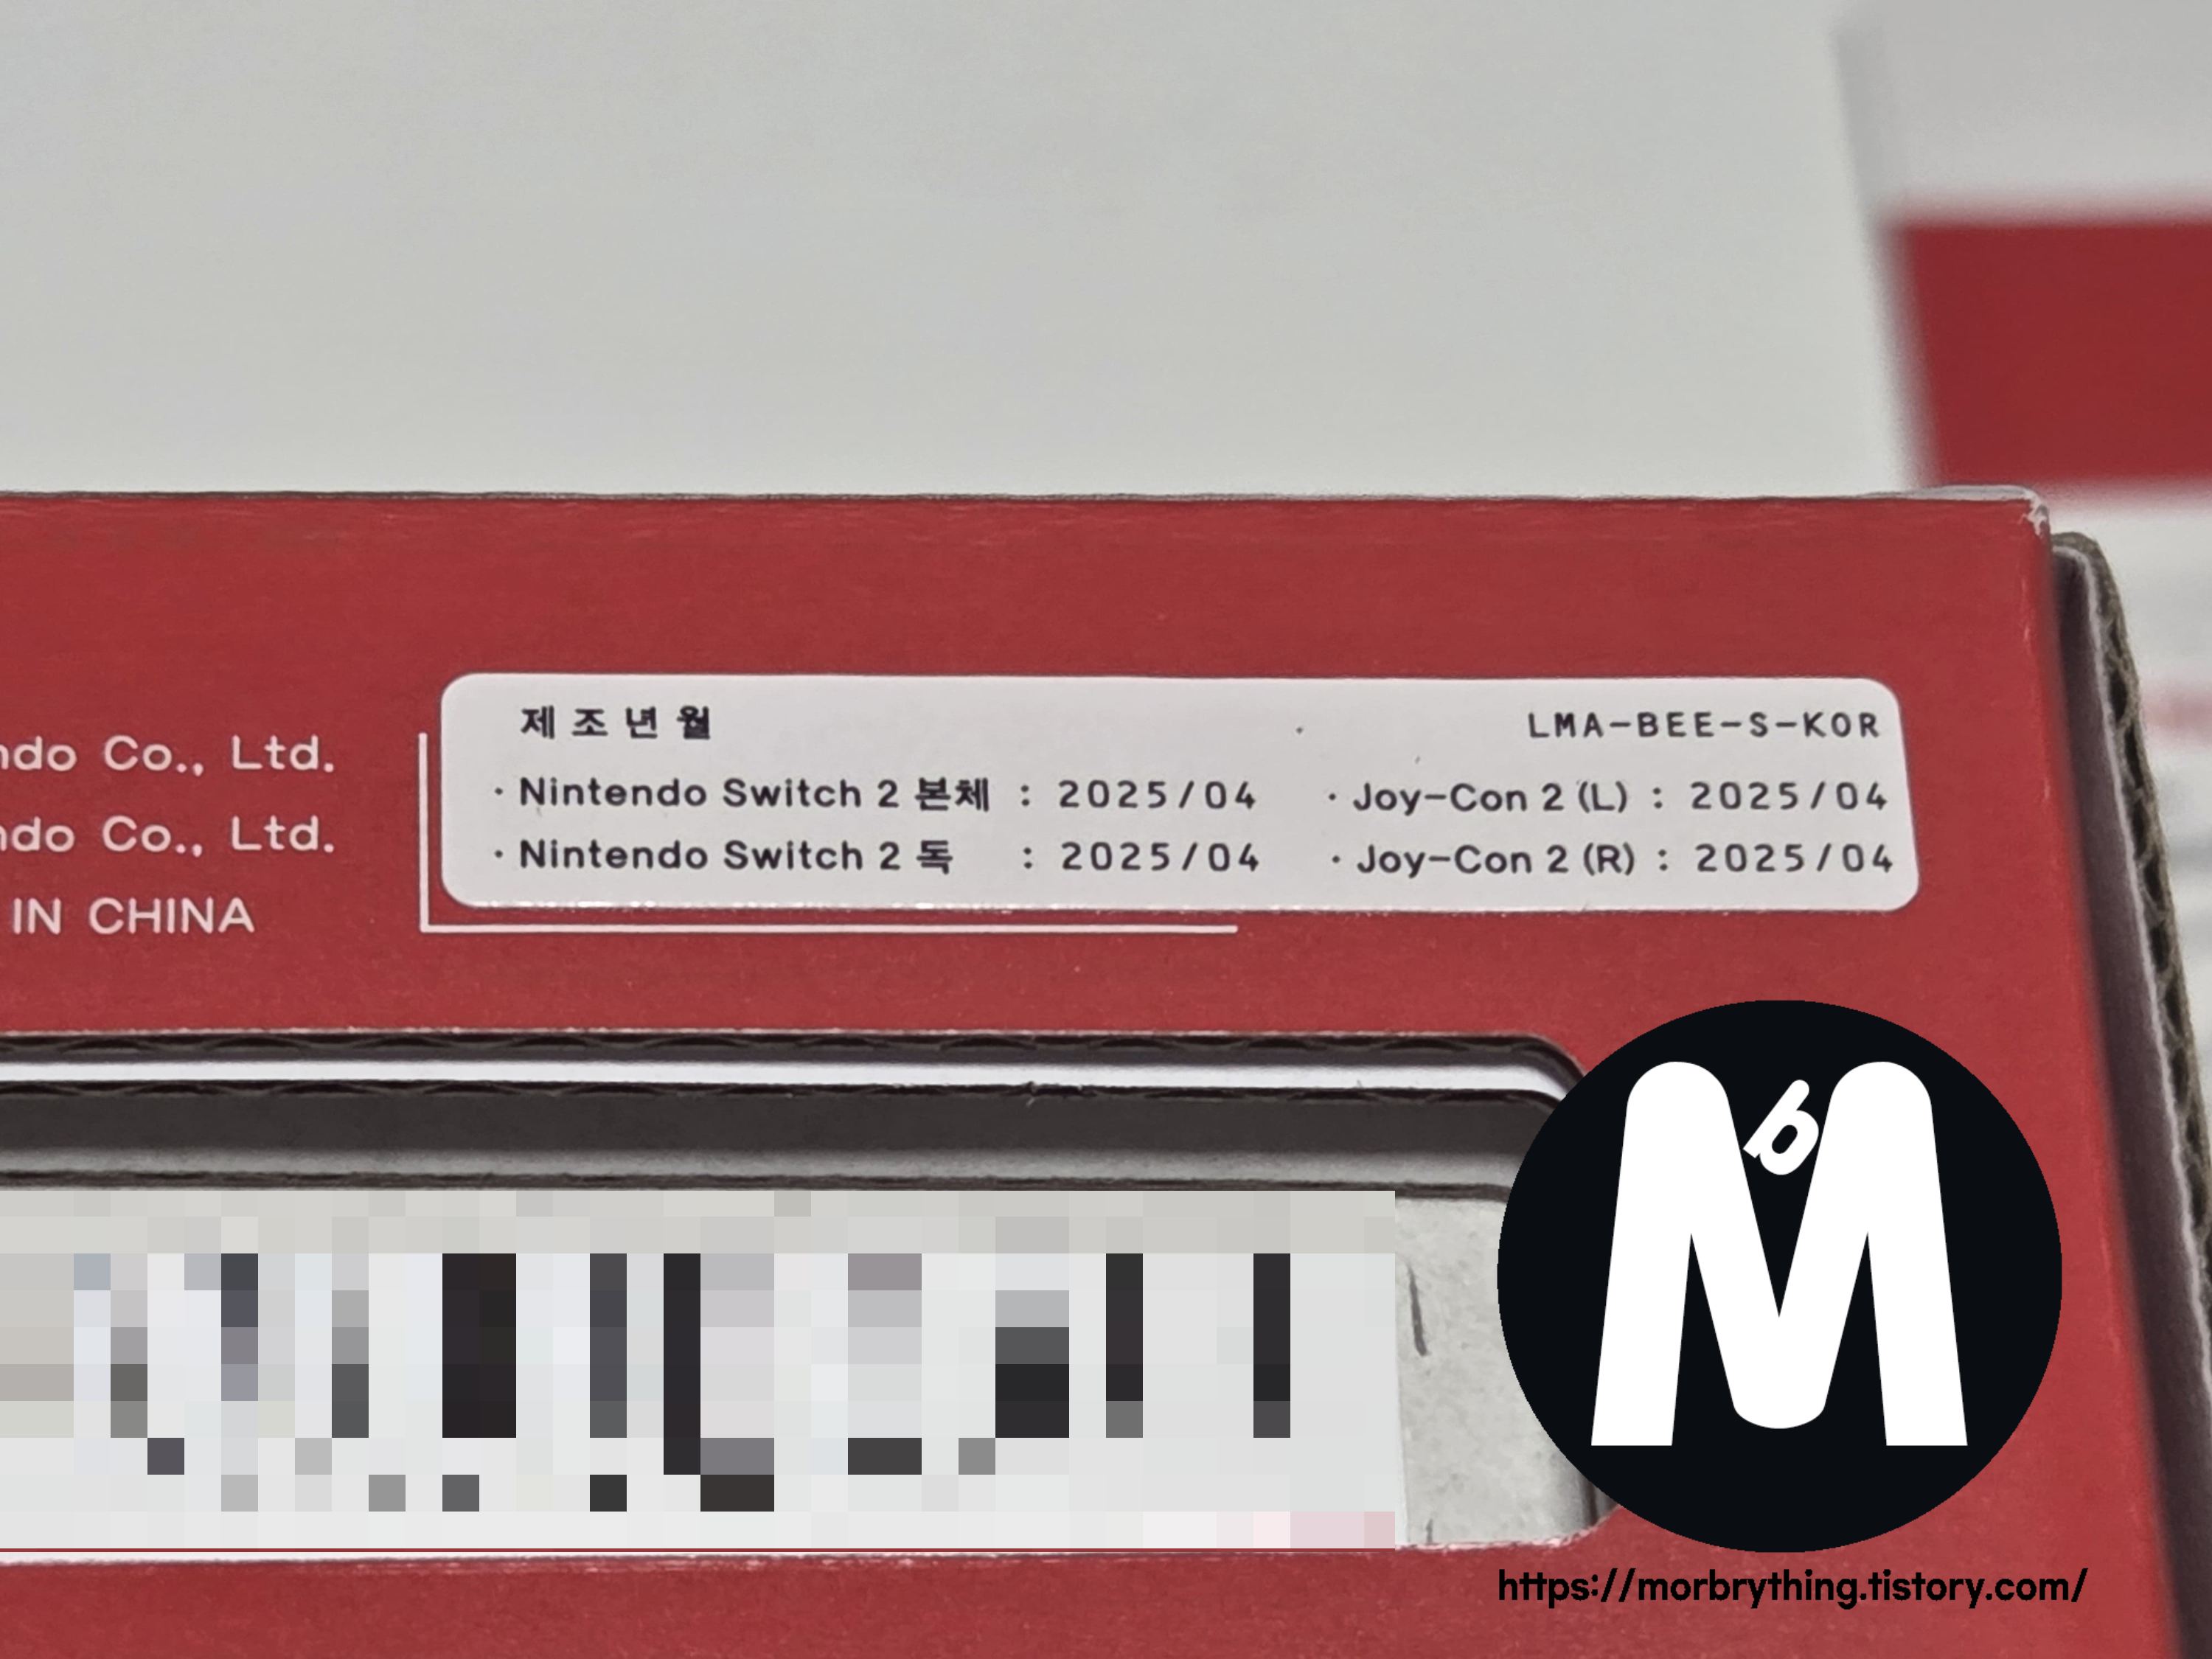 ndo Co., Ltd.
ndo Co., Ltd.
IN CHINA
제조년월
LMA-BEE-S-KOR
· Nintendo Switch 2 본체 : 2025/04
· Joy-Con 2 (L) : 2025/04
· Nintendo Switch 2 독 : 2025/04
· Joy-Con 2 (R) : 2025/04
Mb
https://morbrything.tistory.com/